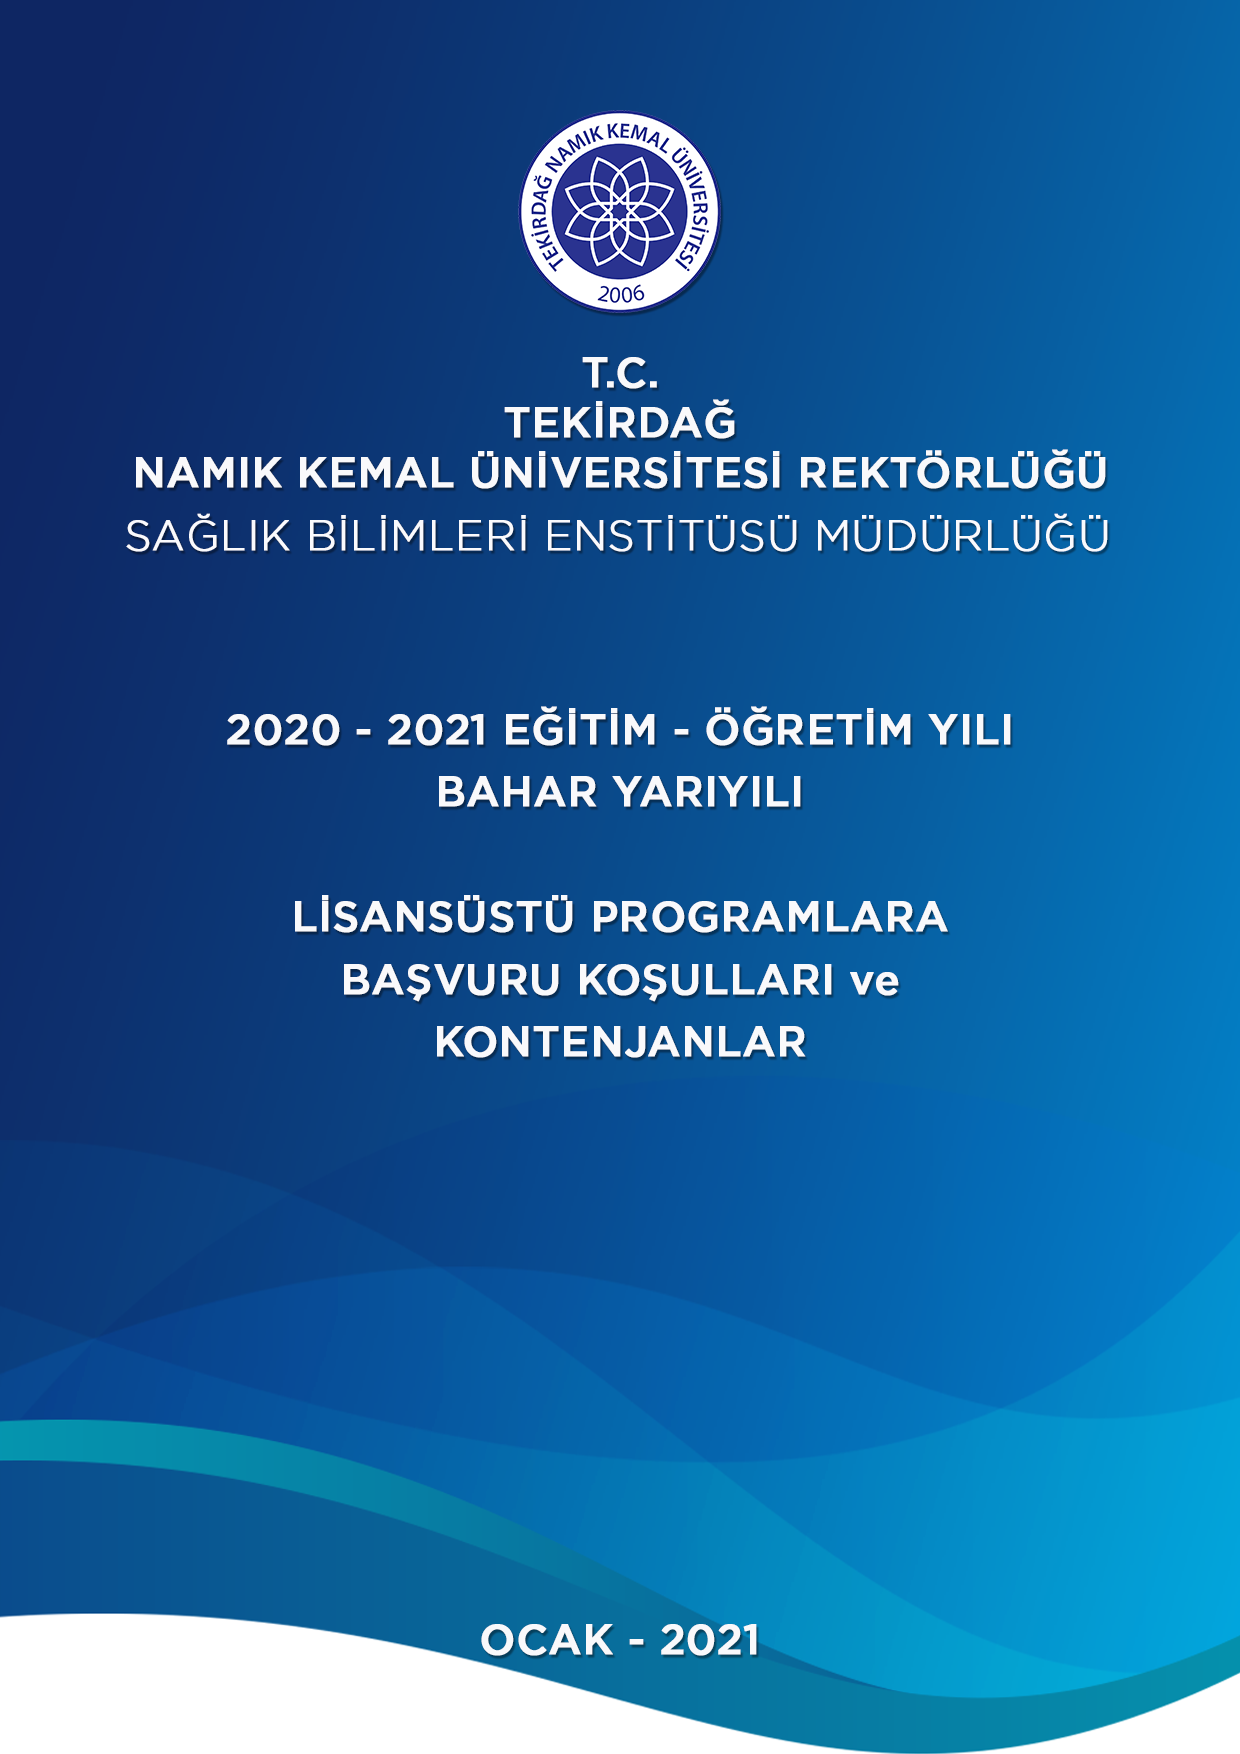 TEKİRDAĞ NAMIK KEMAL ÜNİVERSİTESİ
2006
T.C.
TEKİRDAĞ
NAMIK KEMAL ÜNİVERSİTESİ REKTÖRLÜĞÜ
SAĞLIK BİLİMLERİ ENSTİTÜSÜ MÜDÜRLÜĞÜ
2020 - 2021 EĞİTİM - ÖĞRETİM YILI
BAHAR YARIYILI
LİSANSÜSTÜ PROGRAMLARA
BAŞVURU KOŞULLARI ve
KONTENJANLAR
OCAK - 2021